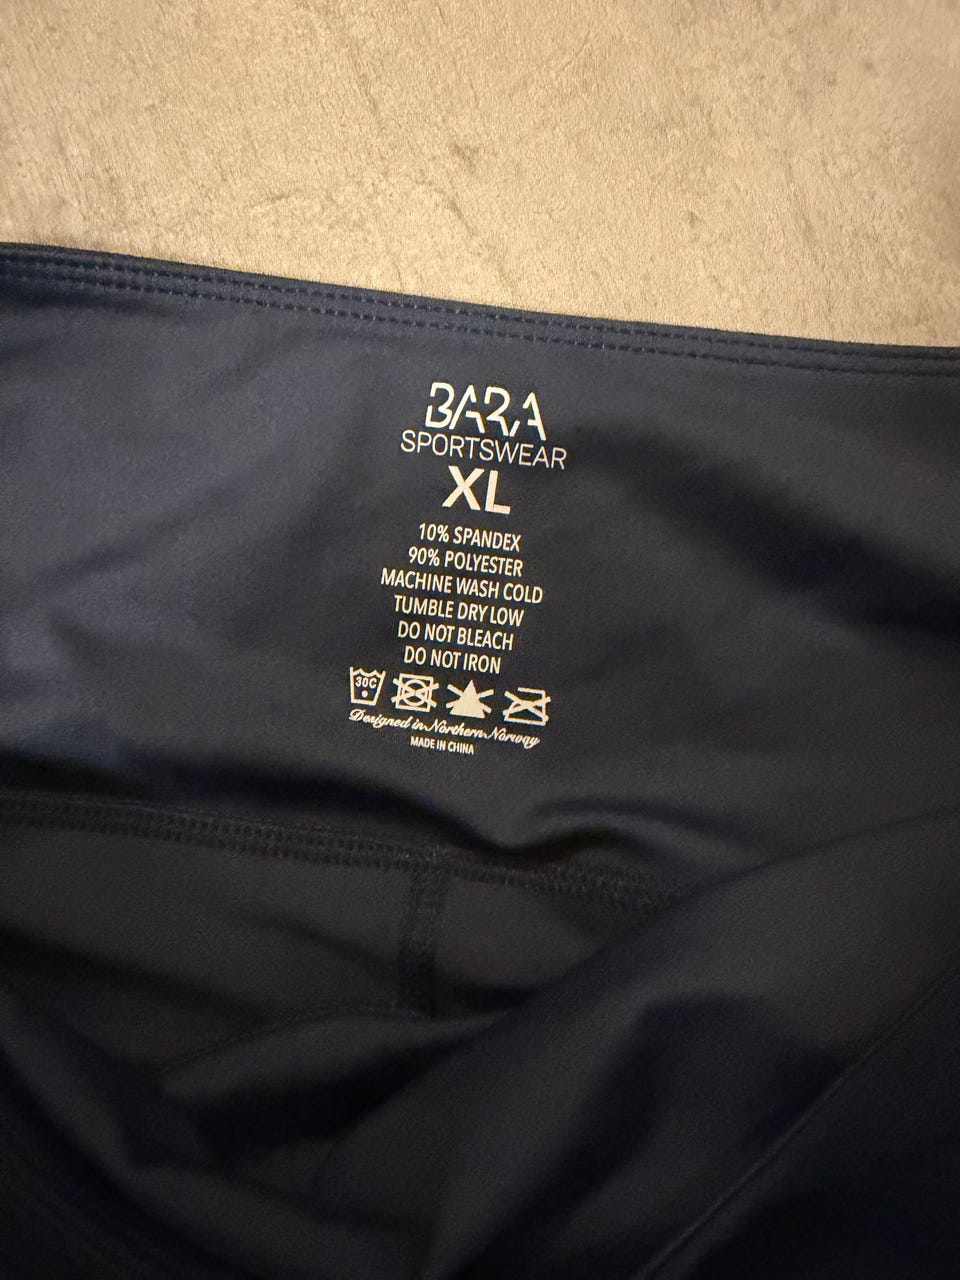 BARA
SPORTSWEAR
XL
10% SPANDEX
90% POLYESTER
MACHINE WASH COLD
TUMBLE DRY LOW
DO NOT BLEACH
DO NOT IRON
30C
Designed in Northern Norway
MADE IN CHINA